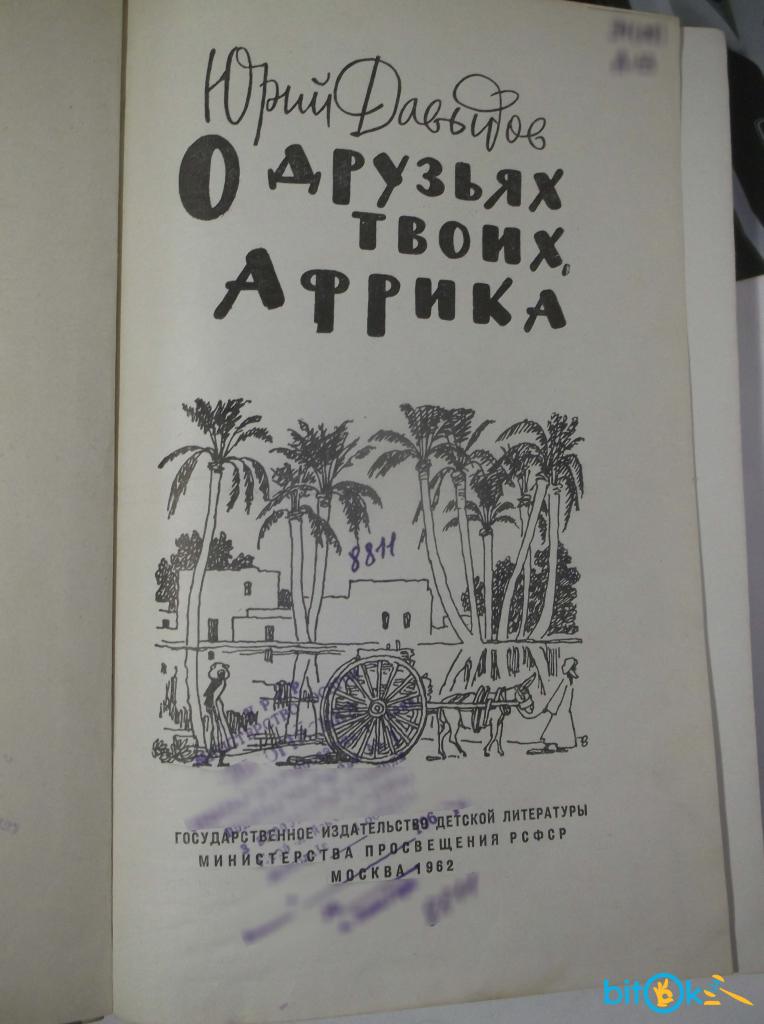 Юрий Давыдов
О ДРУЗЬЯХ
ТВОИХ,
АФРИКА
8811
ГОСУДАРСТВЕННОЕ ИЗДАТЕЛЬСТВО ДЕТСКОЙ ЛИТЕРАТУРЫ
МИНИСТЕРСТВА ПРОСВЕЩЕНИЯ РСФСР
МОСКВА 1962
bitok